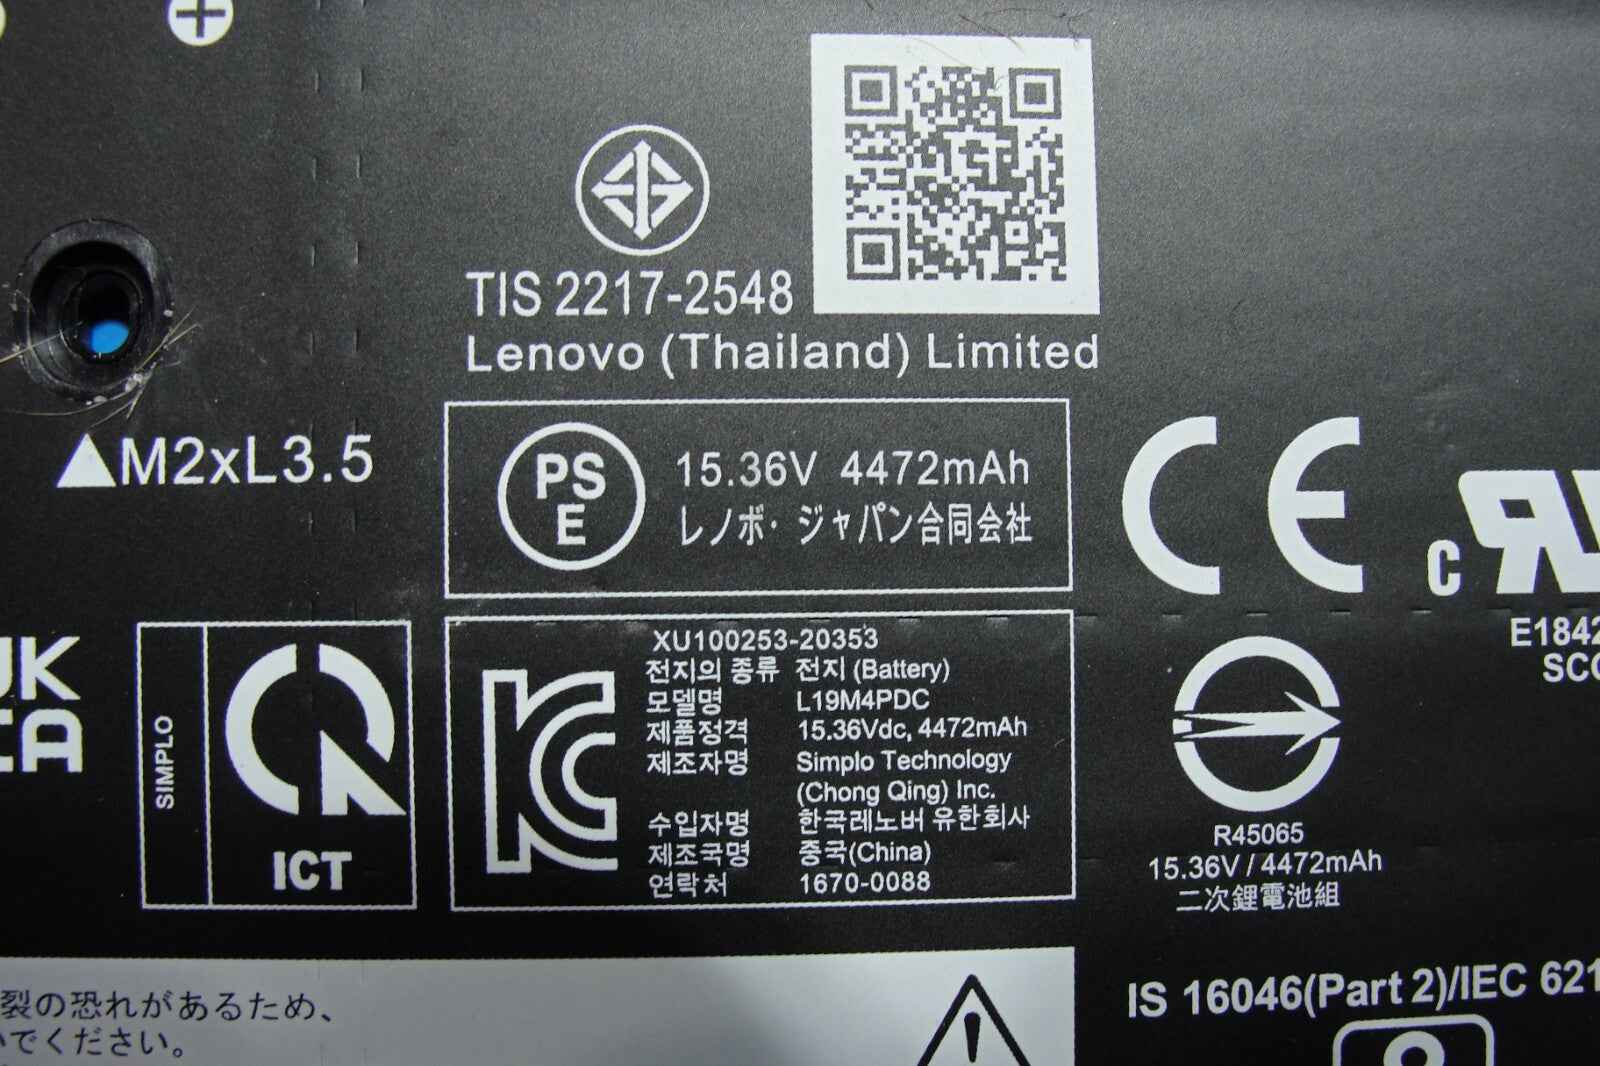 TIS 2217-2548
Lenovo (Thailand) Limited
▲M2xL3.5
PS
E
15.36V 4472mAh
レノボ・ジャパン合同会社
CE
c
E1842
UK
CA
SIMPLO
ICT
XU100253-20353
전지의 종류 전지 (Battery)
모델명 L19M4PDC
제품정격 15.36Vdc, 4472mAh
제조자명 Simplo Technology
(Chong Qing) Inc.
수입자명 한국레노버 유한회사
제조국명 중국(China)
연락처 1670-0088
R45065
15.36V / 4472mAh
二次鋰電池組
裂の恐れがあるため、
でください。
IS 16046(Part 2)/IEC 621